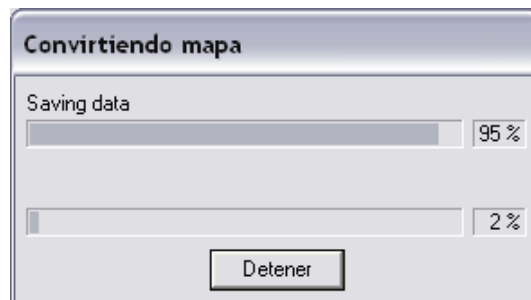 Convirtiendo mapa
Saving data
95 %
2 %
Detener